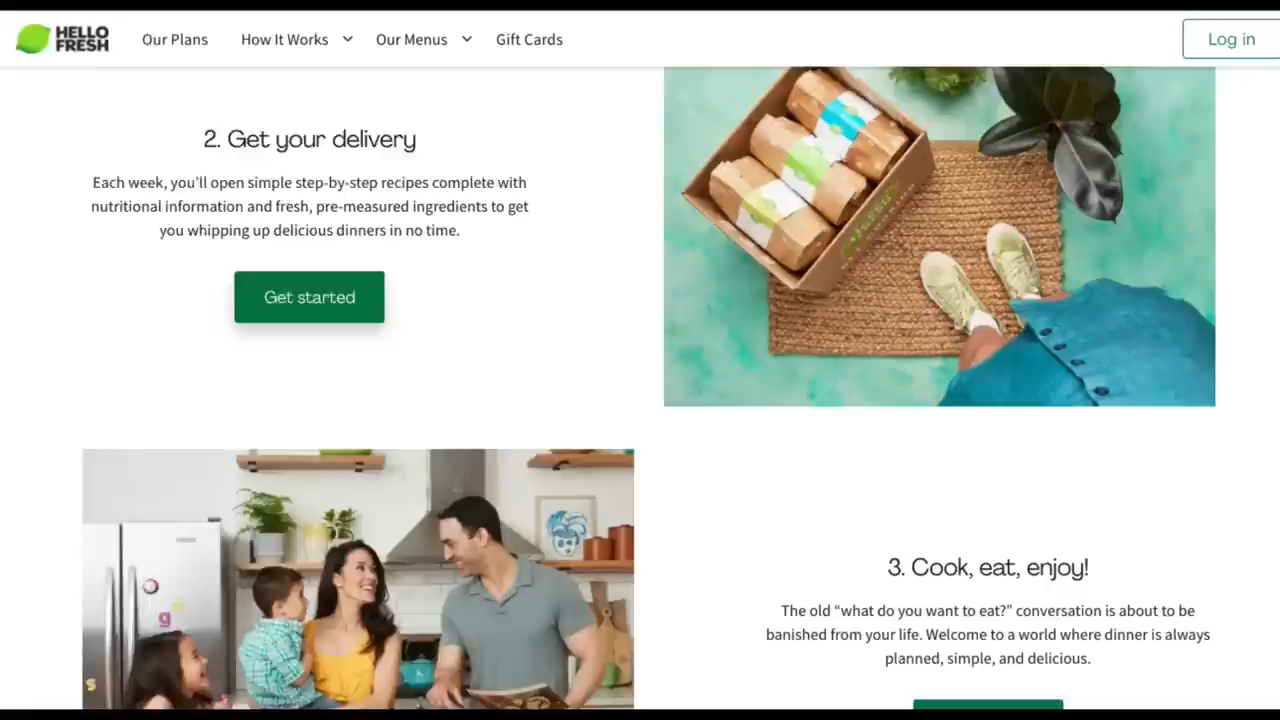 HELLO
FRESH
Our Plans
How It Works
Our Menus
Gift Cards
Log in
2. Get your delivery
Each week, you'll open simple step-by-step recipes complete with
nutritional information and fresh, pre-measured ingredients to get
you whipping up delicious dinners in no time.
Get started
3. Cook, eat, enjoy!
The old “what do you want to eat?” conversation is about to be
banished from your life. Welcome to a world where dinner is always
planned, simple, and delicious.